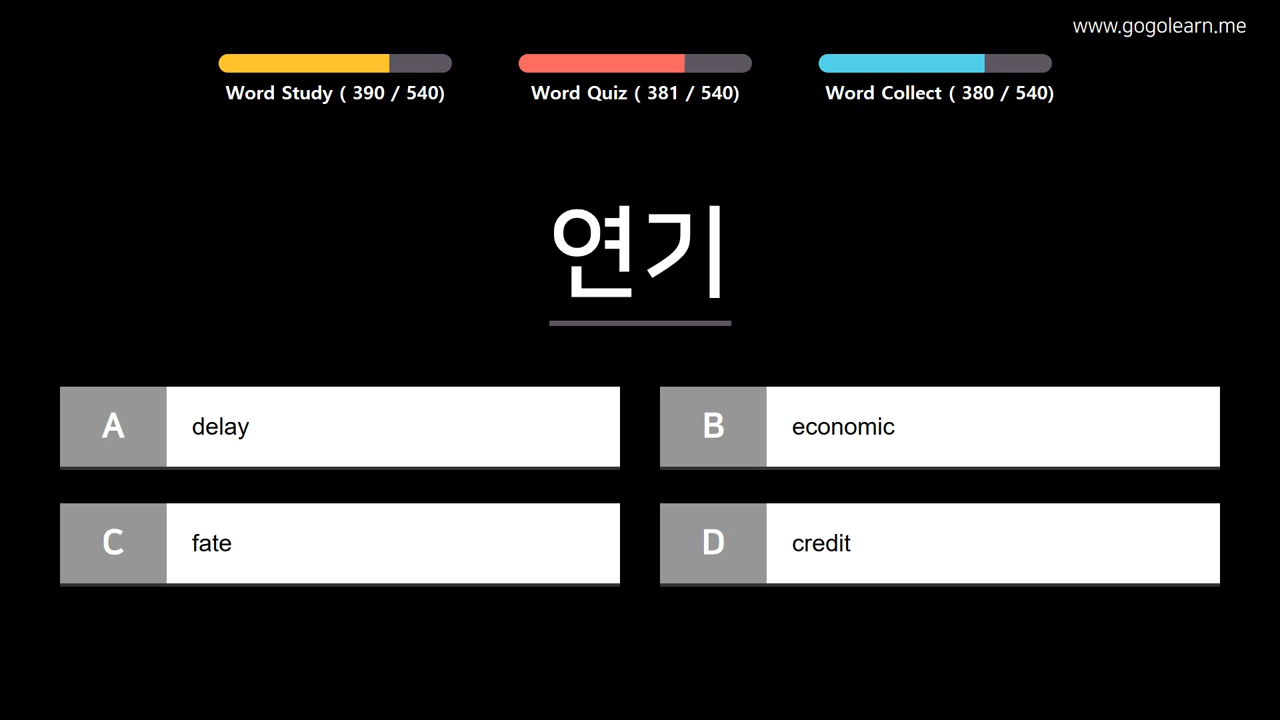 www.gogolearn.me
Word Study ( 390 / 540)
Word Quiz ( 381 / 540)
Word Collect ( 380 / 540)
연기
A delay
B economic
C fate
D credit